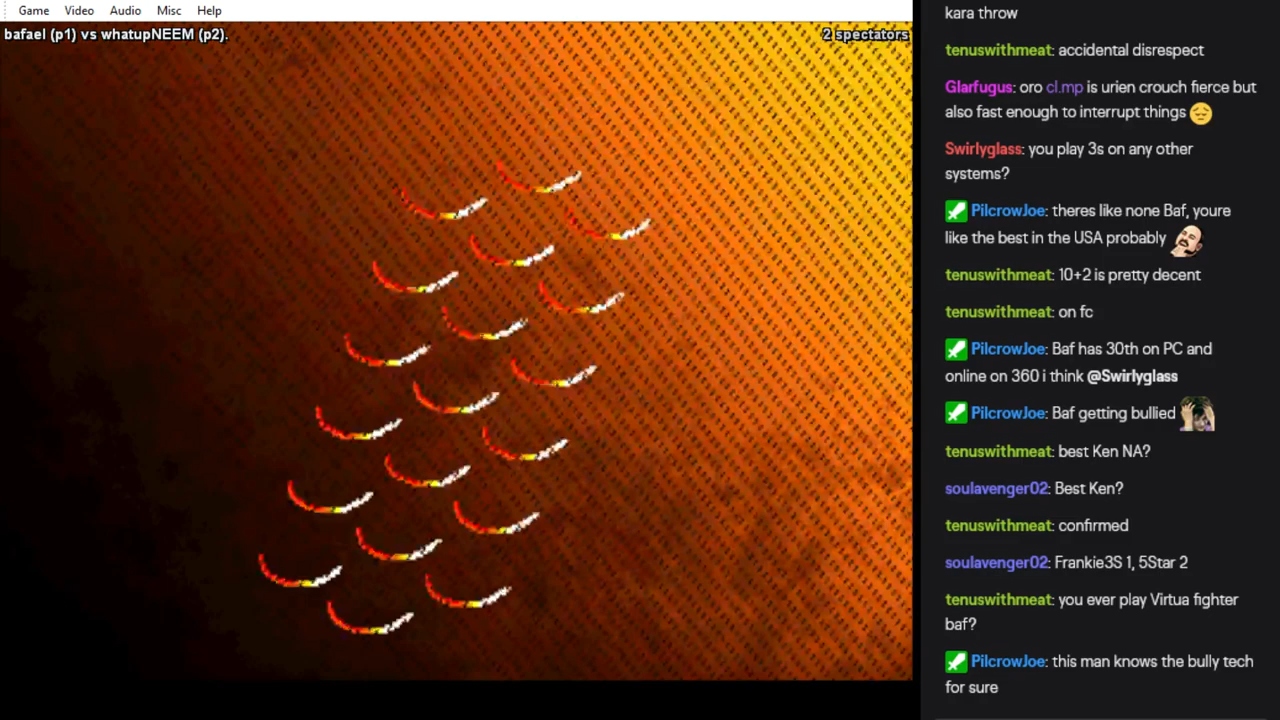 Game Video Audio Misc Help
bafael (p1) vs whatupNEEM (p2).
2 spectators
kara throw
tenuswithmeat: accidental disrespect
Glarfugus: oro cl.mp is urien crouch fierce but
also fast enough to interrupt things
Swirlyglass: you play 3s on any other
systems?
PilcrowJoe: theres like none Baf, youre
like the best in the USA probably
tenuswithmeat: 10+2 is pretty decent
tenuswithmeat: on fc
PilcrowJoe: Baf has 30th on PC and
online on 360 i think @Swirlyglass
PilcrowJoe: Baf getting bullied
tenuswithmeat: best Ken NA?
soulavenger02: Best Ken?
tenuswithmeat: confirmed
soulavenger02: Frankie3S 1, 5Star 2
tenuswithmeat: you ever play Virtua fighter
baf?
PilcrowJoe: this man knows the bully tech
for sure